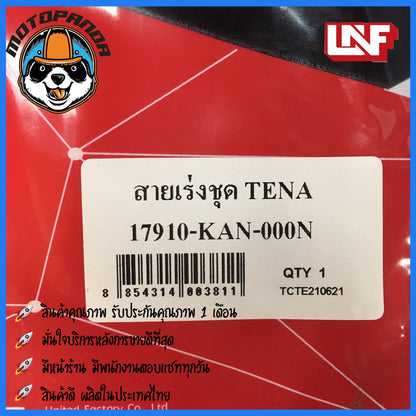 MOTOPANDA
UNF
สายเร่งชุด TENA
17910-KAN-000N
QTY 1
8 854314 003811
TCTE210621
สินค้าคุณภาพ รับประกันคุณภาพ 1 เดือน
มั่นใจบริการหลังการขายดีที่สุด
มีหน้าร้าน มีพนักงานตอบแชททุกวัน
สินค้าดี ผลิตในประเทศไทย
United Factory Co., Ltd.